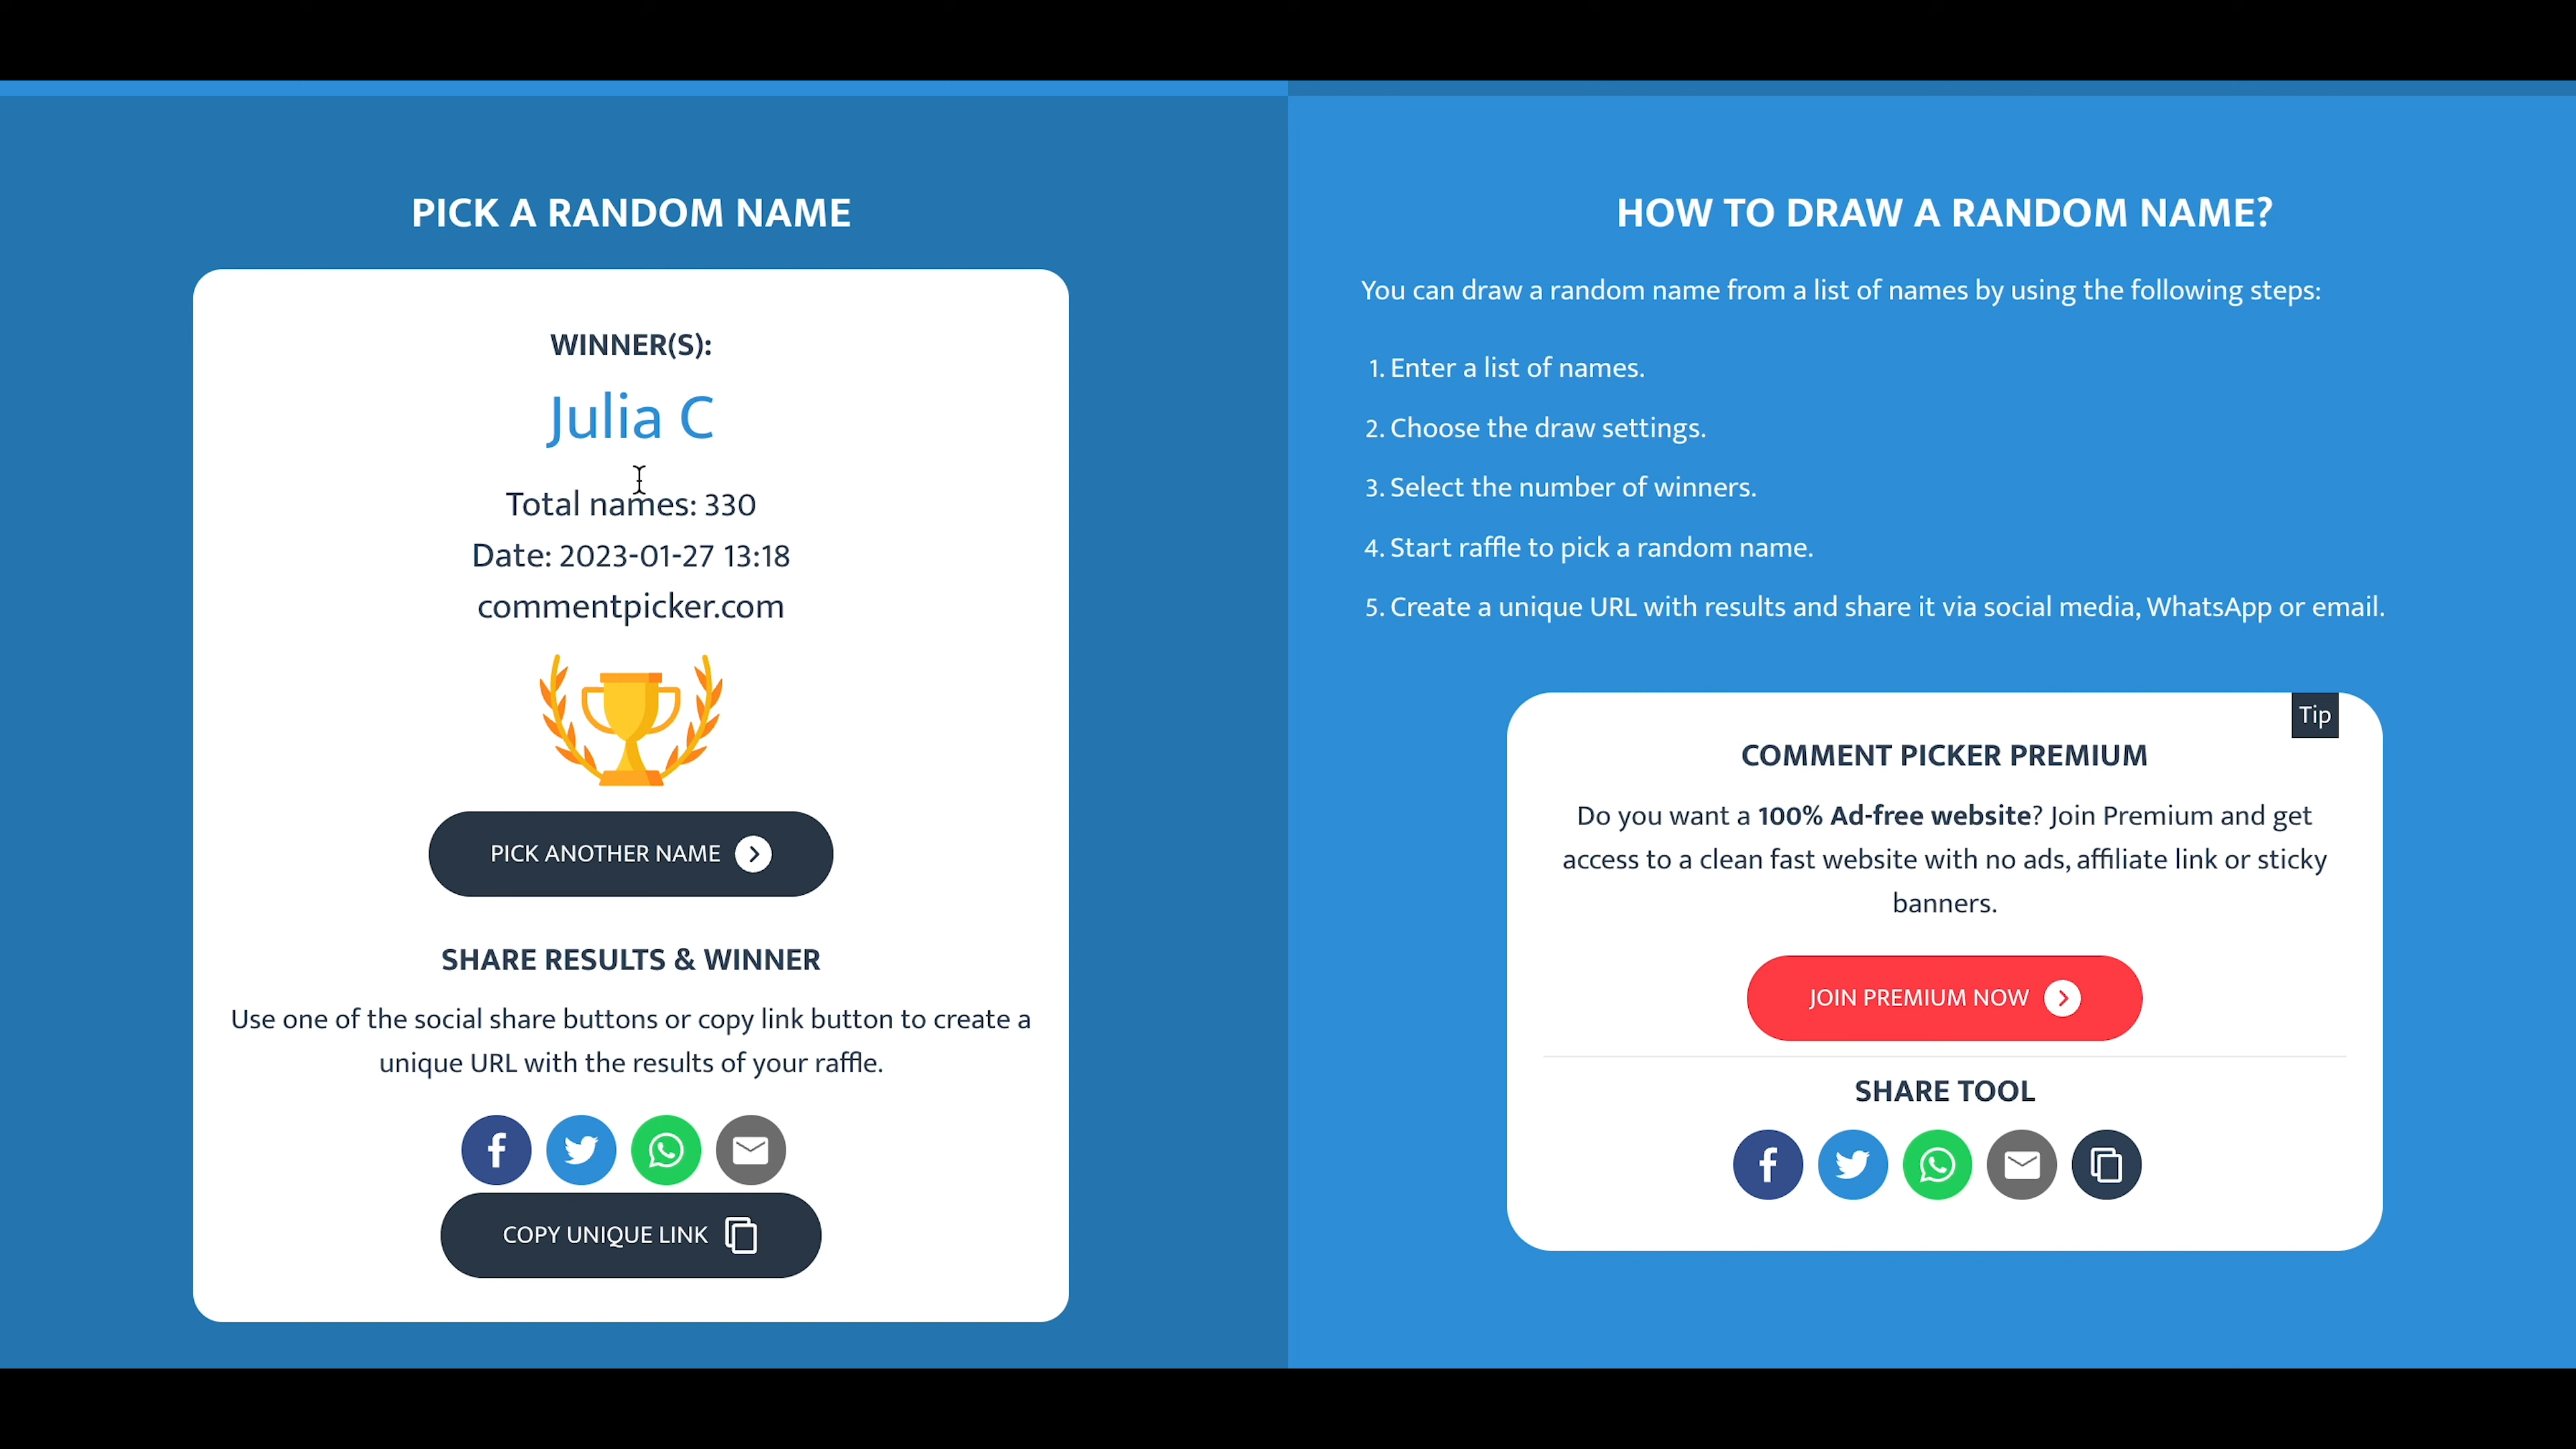 PICK A RANDOM NAME
WINNER(S):
Julia C
Total names: 330
Date: 2023-01-27 13:18
commentpicker.com
PICK ANOTHER NAME
SHARE RESULTS & WINNER
Use one of the social share buttons or copy link button to create a
unique URL with the results of your raffle.
COPY UNIQUE LINK
HOW TO DRAW A RANDOM NAME?
You can draw a random name from a list of names by using the following steps:
1. Enter a list of names.
2. Choose the draw settings.
3. Select the number of winners.
4. Start raffle to pick a random name.
5. Create a unique URL with results and share it via social media, WhatsApp or email.
Tip
COMMENT PICKER PREMIUM
Do you want a 100% Ad-free website? Join Premium and get
access to a clean fast website with no ads, affiliate link or sticky
banners.
JOIN PREMIUM NOW
SHARE TOOL